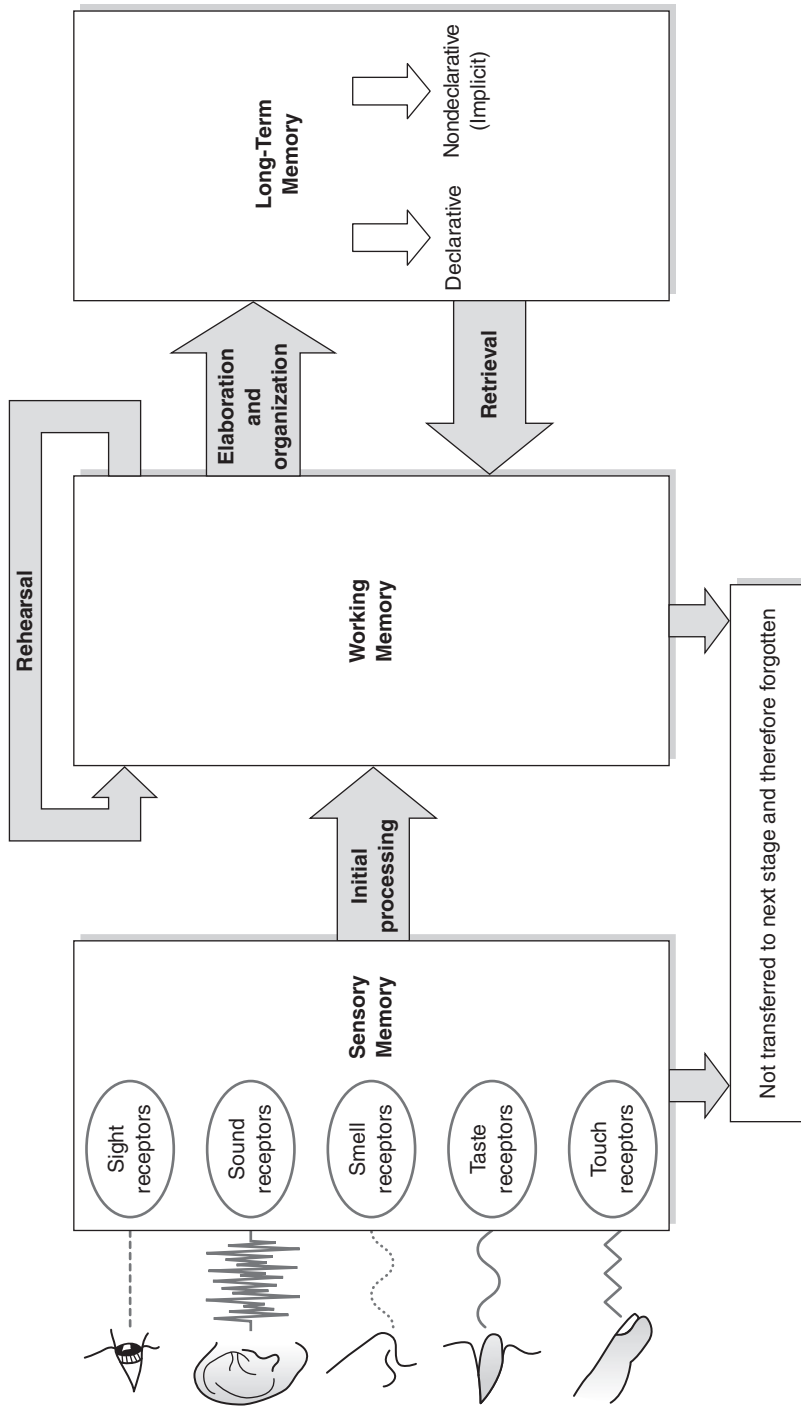 Rehearsal
Sight
receptors
Sound
receptors
Smell
receptors
Taste
receptors
Touch
receptors
Sensory
Memory
Initial
processing
Working
Memory
Elaboration
and
organization
Retrieval
Long-Term
Memory
Declarative
Nondeclarative
(Implicit)
Not transferred to next stage and therefore forgotten